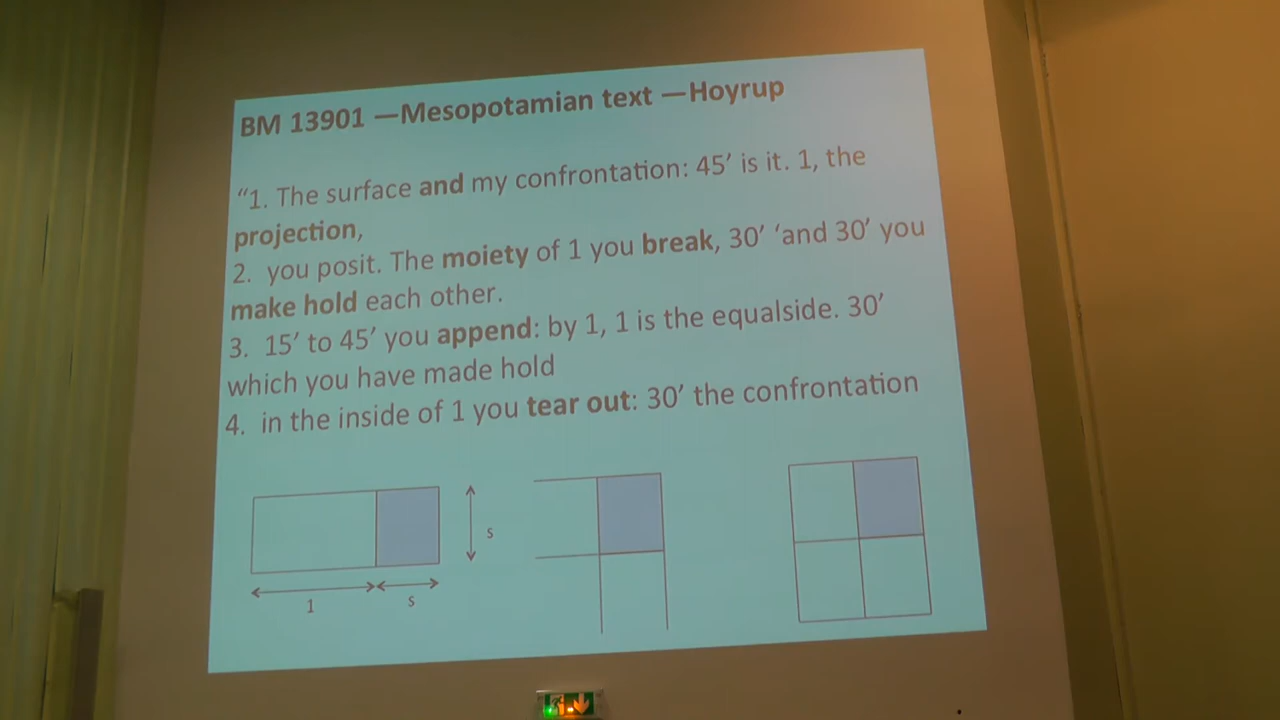 BM 13901 —Mesopotamian text —Hoyrup
“1. The surface and my confrontation: 45′ is it. 1, the
projection,
2. you posit. The moiety of 1 you break, 30′ ‘and 30′ you
make hold each other.
3. 15′ to 45′ you append: by 1, 1 is the equalside. 30′
which you have made hold
4. in the inside of 1 you tear out: 30′ the confrontation
s
1
s